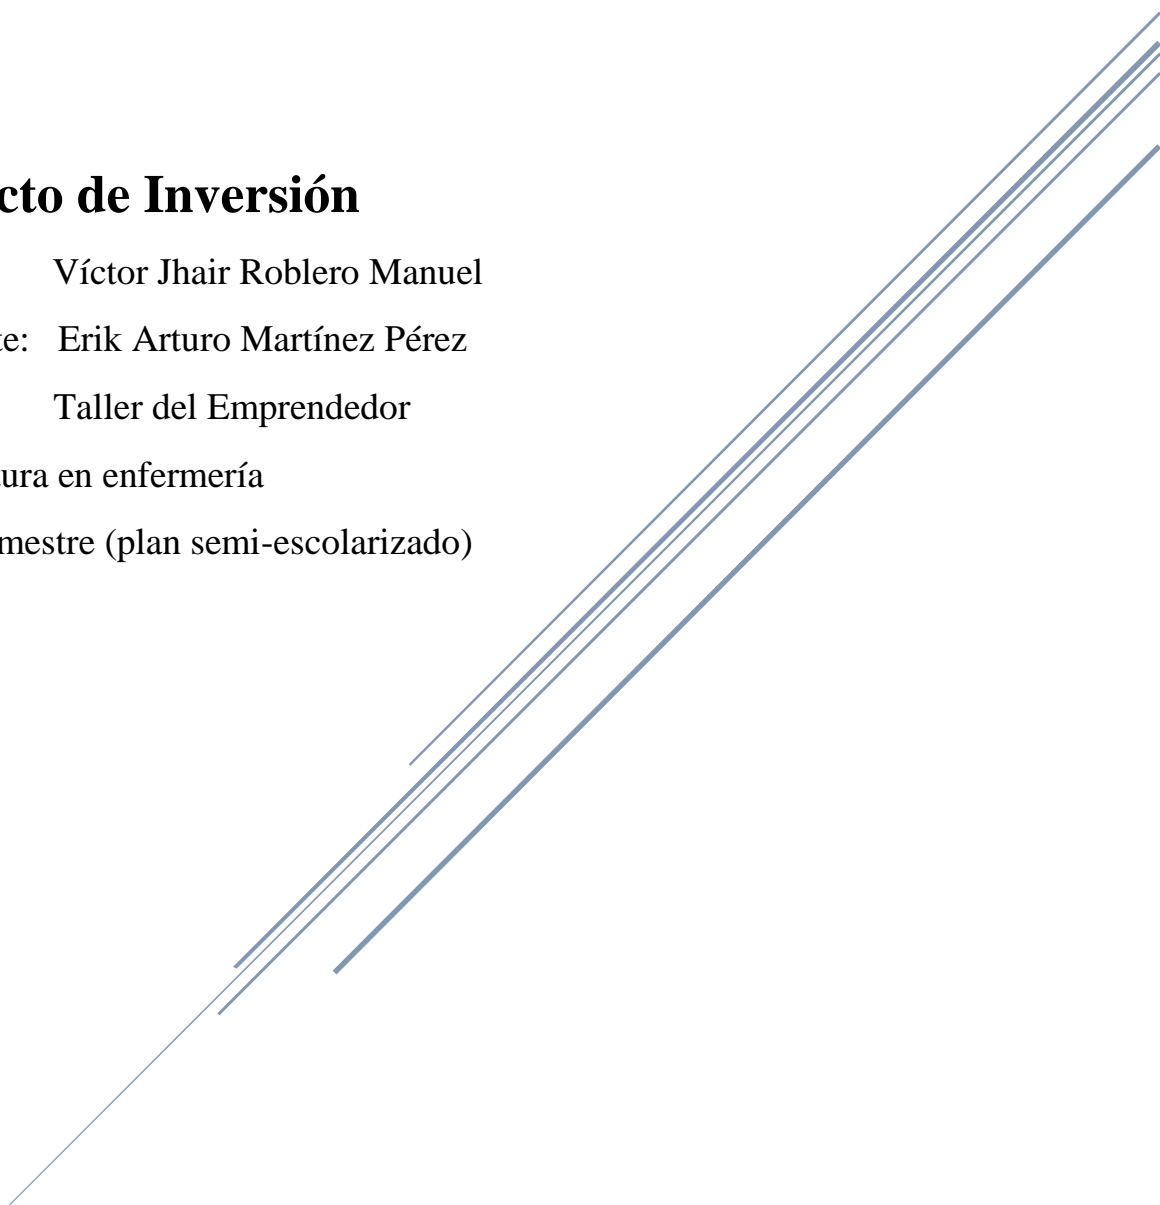 cto de Inversión
Víctor Jhair Roblero Manuel
te: Erik Arturo Martínez Pérez
Taller del Emprendedor
ura en enfermería
mestre (plan semi-escolarizado)